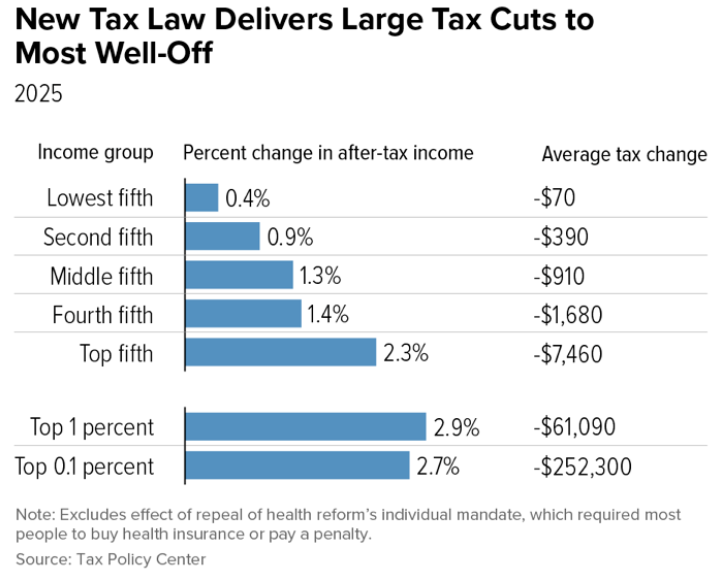 New Tax Law Delivers Large Tax Cuts to
Most Well-Off
2025
Income group Percent change in after-tax income Average tax change
Lowest fifth 0.4% -$70
Second fifth 0.9% -$390
Middle fifth 1.3% -$910
Fourth fifth 1.4% -$1,680
Top fifth 2.3% -$7,460
Top 1 percent 2.9% -$61,090
Top 0.1 percent 2.7% -$252,300
Note: Excludes effect of repeal of health reform's individual mandate, which required most
people to buy health insurance or pay a penalty.
Source: Tax Policy Center